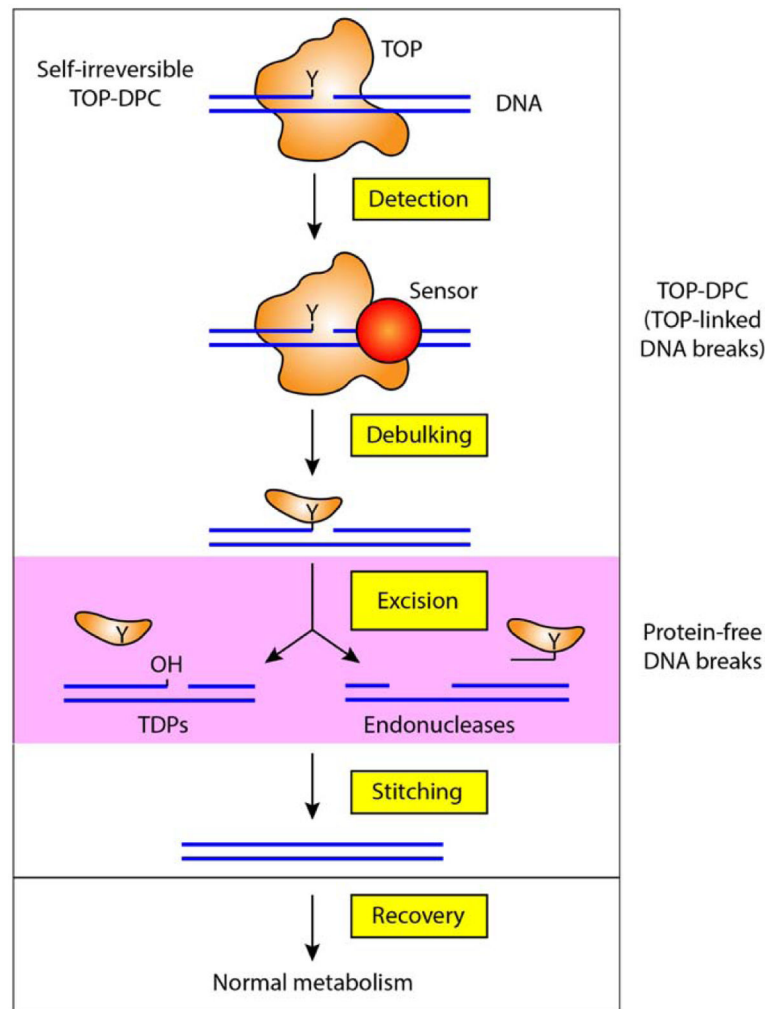 Self-irreversible
TOP-DPC
TOP
Y
DNA
Detection
Sensor
Y
TOP-DPC
(TOP-linked
DNA breaks)
Debulking
Y
Excision
Y
Y
OH
Protein-free
DNA breaks
TDPs
Endonucleases
Stitching
Recovery
Normal metabolism